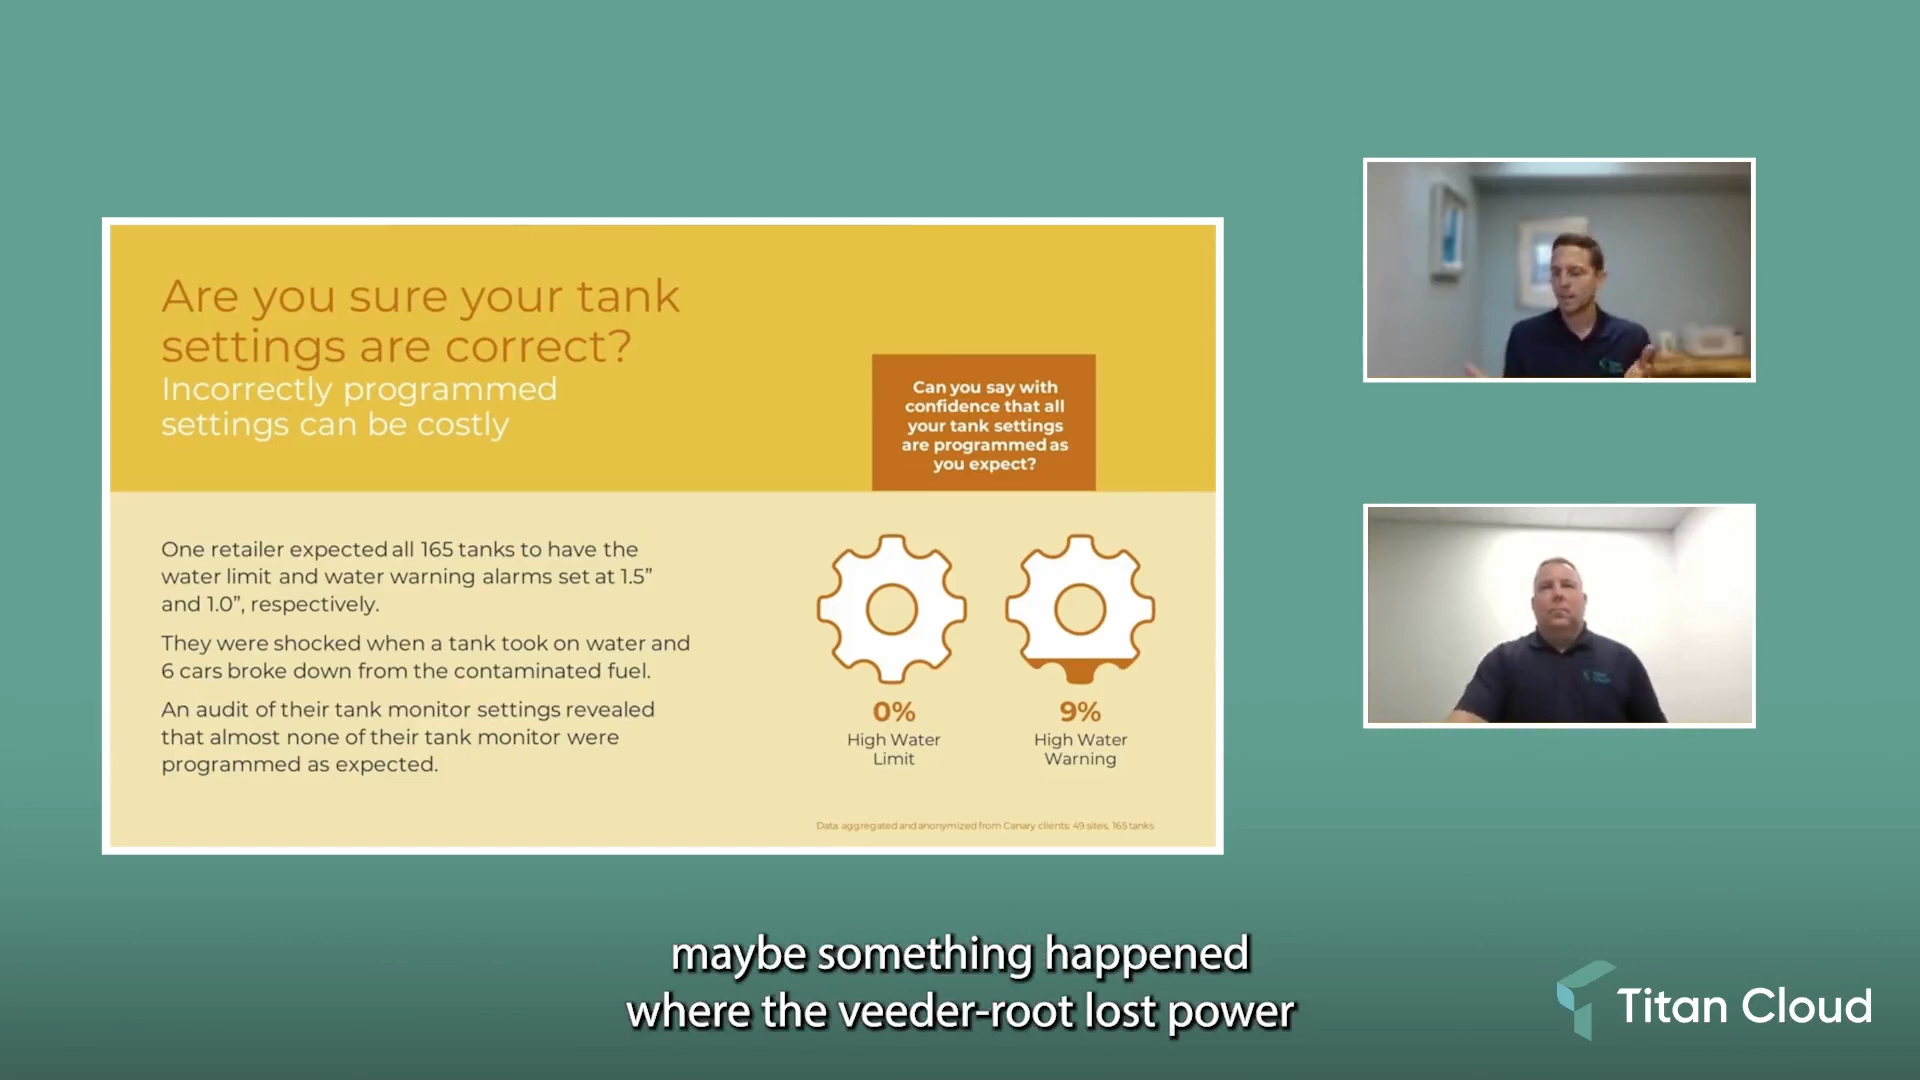 Are you sure your tank
settings are correct?
Incorrectly programmed
settings can be costly
Can you say with
confidence that all
your tank settings
are programmed as
you expect?
One retailer expected all 165 tanks to have the
water limit and water warning alarms set at 1.5”
and 1.0”, respectively.
They were shocked when a tank took on water and
6 cars broke down from the contaminated fuel.
An audit of their tank monitor settings revealed
that almost none of their tank monitor were
programmed as expected.
0%
High Water
Limit
9%
High Water
Warning
Data aggregated and anonymized from Canary clients; 49 sites, 165 tanks
maybe something happened
where the veeder-root lost power
Titan Cloud